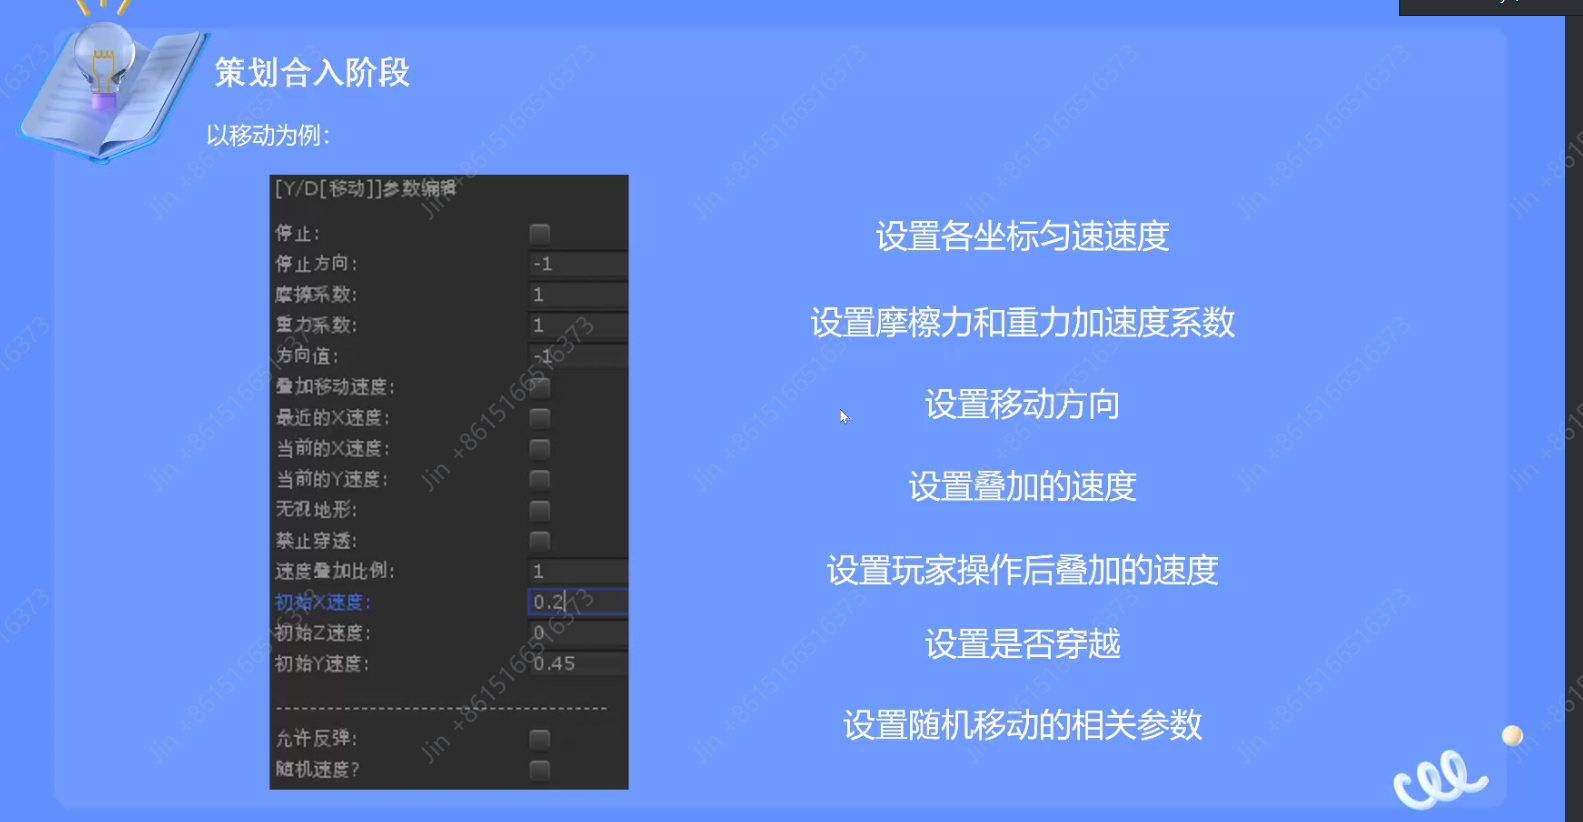 策划合入阶段
以移动为例：
[Y/D[移动]]参数编辑
停止：
停止方向： -1
摩擦系数： 1
重力系数： 1
方向值： -1
叠加移动速度：
最近的X速度：
当前的X速度：
当前的Y速度：
无视地形：
禁止穿透：
速度叠加比例： 1
初始X速度： 0.2
初始Z速度： 0
初始Y速度： 0.45
---------------------------------
允许反弹：
随机速度?
设置各坐标匀速速度
设置摩檫力和重力加速度系数
设置移动方向
设置叠加的速度
设置玩家操作后叠加的速度
设置是否穿越
设置随机移动的相关参数
Jin +8615166516373